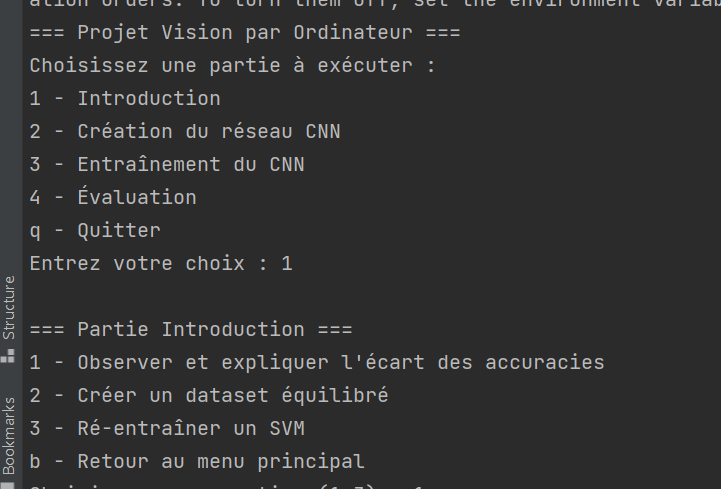 ation orders. To turn them off, set the environment variab
=== Projet Vision par Ordinateur ===
Choisissez une partie à exécuter :
1 - Introduction
2 - Création du réseau CNN
3 - Entraînement du CNN
4 - Évaluation
q - Quitter
Entrez votre choix : 1
=== Partie Introduction ===
1 - Observer et expliquer l'écart des accuracies
2 - Créer un dataset équilibré
3 - Ré-entraîner un SVM
b - Retour au menu principal
Structure
Bookmarks